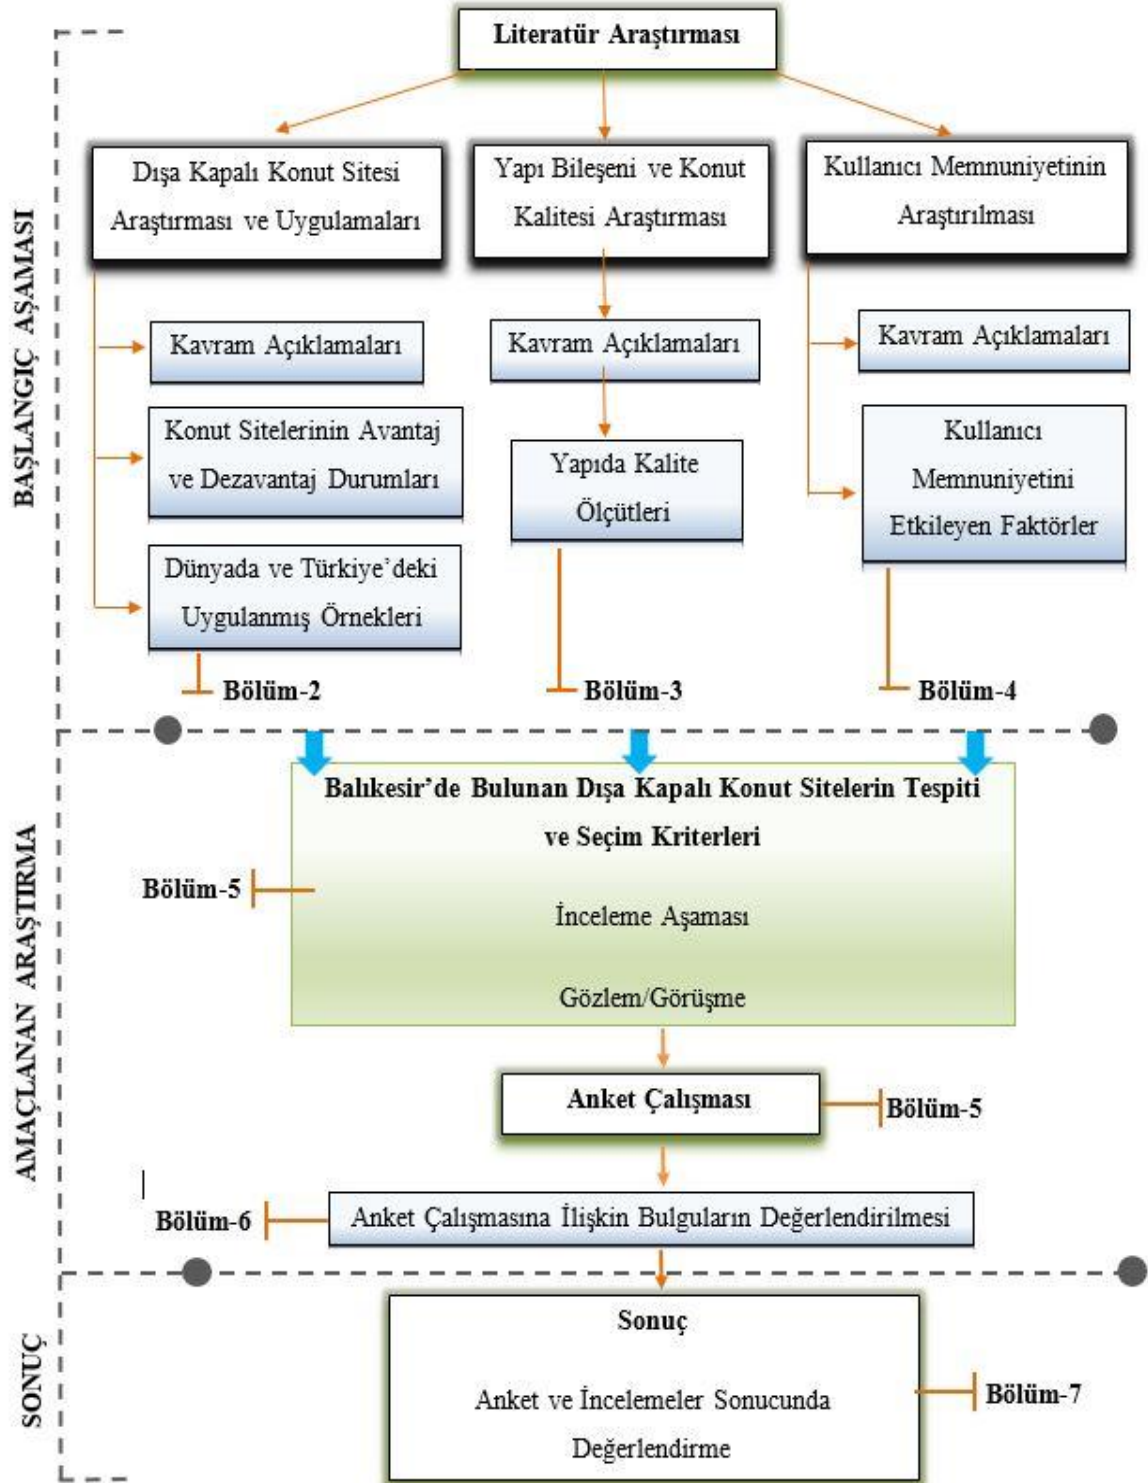 Literatür Araştırması
BAŞLANGIÇ AŞAMASI
Dışa Kapalı Konut Sitesi
Araştırması ve Uygulamaları
Kavram Açıklamaları
Konut Sitelerinin Avantaj
ve Dezavantaj Durumları
Dünyada ve Türkiye’deki
Uygulanmış Örnekleri
Bölüm-2
Yapı Bileşeni ve Konut
Kalitesi Araştırması
Kavram Açıklamaları
Yapıda Kalite
Ölçütleri
Bölüm-3
Kullanıcı Memnuniyetinin
Araştırılması
Kavram Açıklamaları
Kullanıcı
Memnuniyetini
Etkileyen Faktörler
Bölüm-4
AMAÇLANAN ARAŞTIRMA
Balıkesir’de Bulunan Dışa Kapalı Konut Sitelerin Tespiti
ve Seçim Kriterleri
Bölüm-5
İnceleme Aşaması
Gözlem/Görüşme
Anket Çalışması
Bölüm-5
Bölüm-6
Anket Çalışmasına İlişkin Bulguların Değerlendirilmesi
SONUÇ
Sonuç
Anket ve İncelemeler Sonucunda
Değerlendirme
Bölüm-7